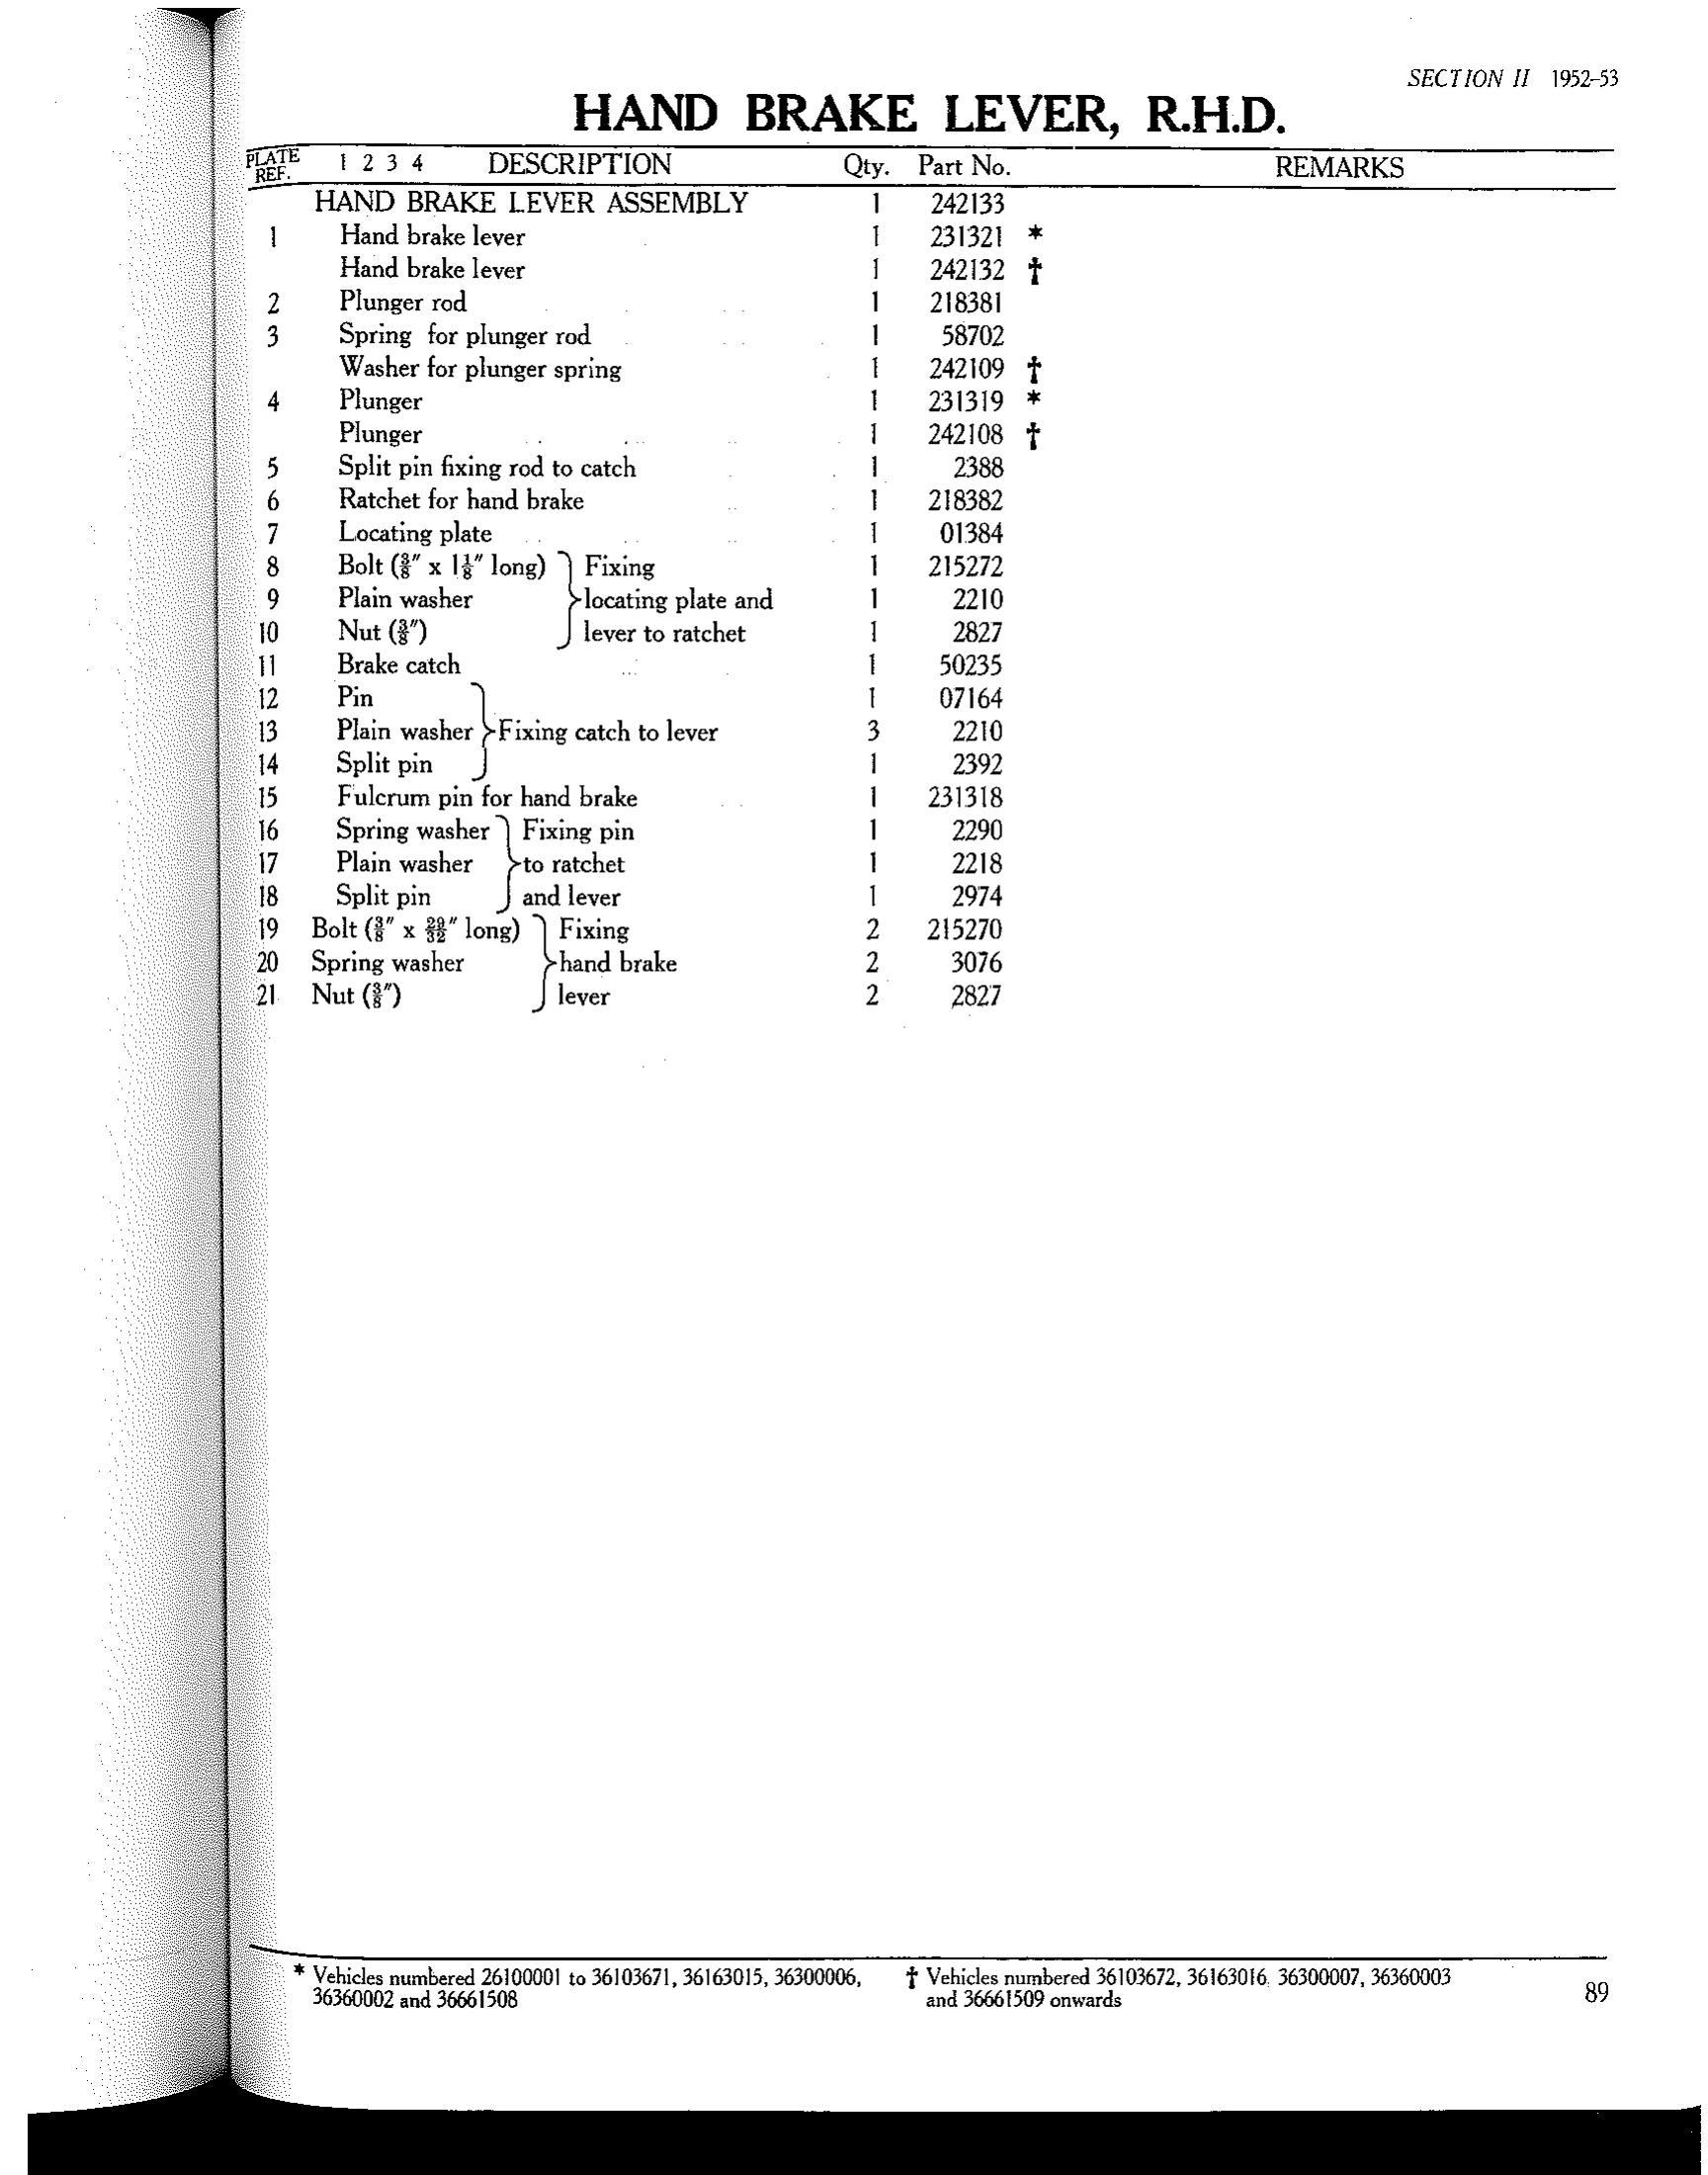 SECTION II 1952–53
HAND BRAKE LEVER, R.H.D.
PLATE REF. 1 2 3 4 DESCRIPTION Qty. Part No. REMARKS
HAND BRAKE LEVER ASSEMBLY 1 242133
1 Hand brake lever 1 231321 *
Hand brake lever 1 242132 †
2 Plunger rod 1 218381
3 Spring for plunger rod 1 58702
Washer for plunger spring 1 242109 †
4 Plunger 1 231319 *
Plunger 1 242108 †
5 Split pin fixing rod to catch 1 2388
6 Ratchet for hand brake 1 218382
7 Locating plate 1 01384
8 Bolt (⅜″ x 1⅛″ long) Fixing 1 215272
9 Plain washer locating plate and 1 2210
10 Nut (⅜″) lever to ratchet 1 2827
11 Brake catch 1 50235
12 Pin 1 07164
13 Plain washer Fixing catch to lever 3 2210
14 Split pin 1 2392
15 Fulcrum pin for hand brake 1 231318
16 Spring washer Fixing pin 1 2290
17 Plain washer to ratchet 1 2218
18 Split pin and lever 1 2974
19 Bolt (⅜″ x 29/32″ long) Fixing 2 215270
20 Spring washer hand brake 2 3076
21 Nut (⅜″) lever 2 2827
* Vehicles numbered 26100001 to 36103671, 36163015, 36300006,
36360002 and 36661508
† Vehicles numbered 36103672, 36163016 36300007, 36360003
and 36661509 onwards
89